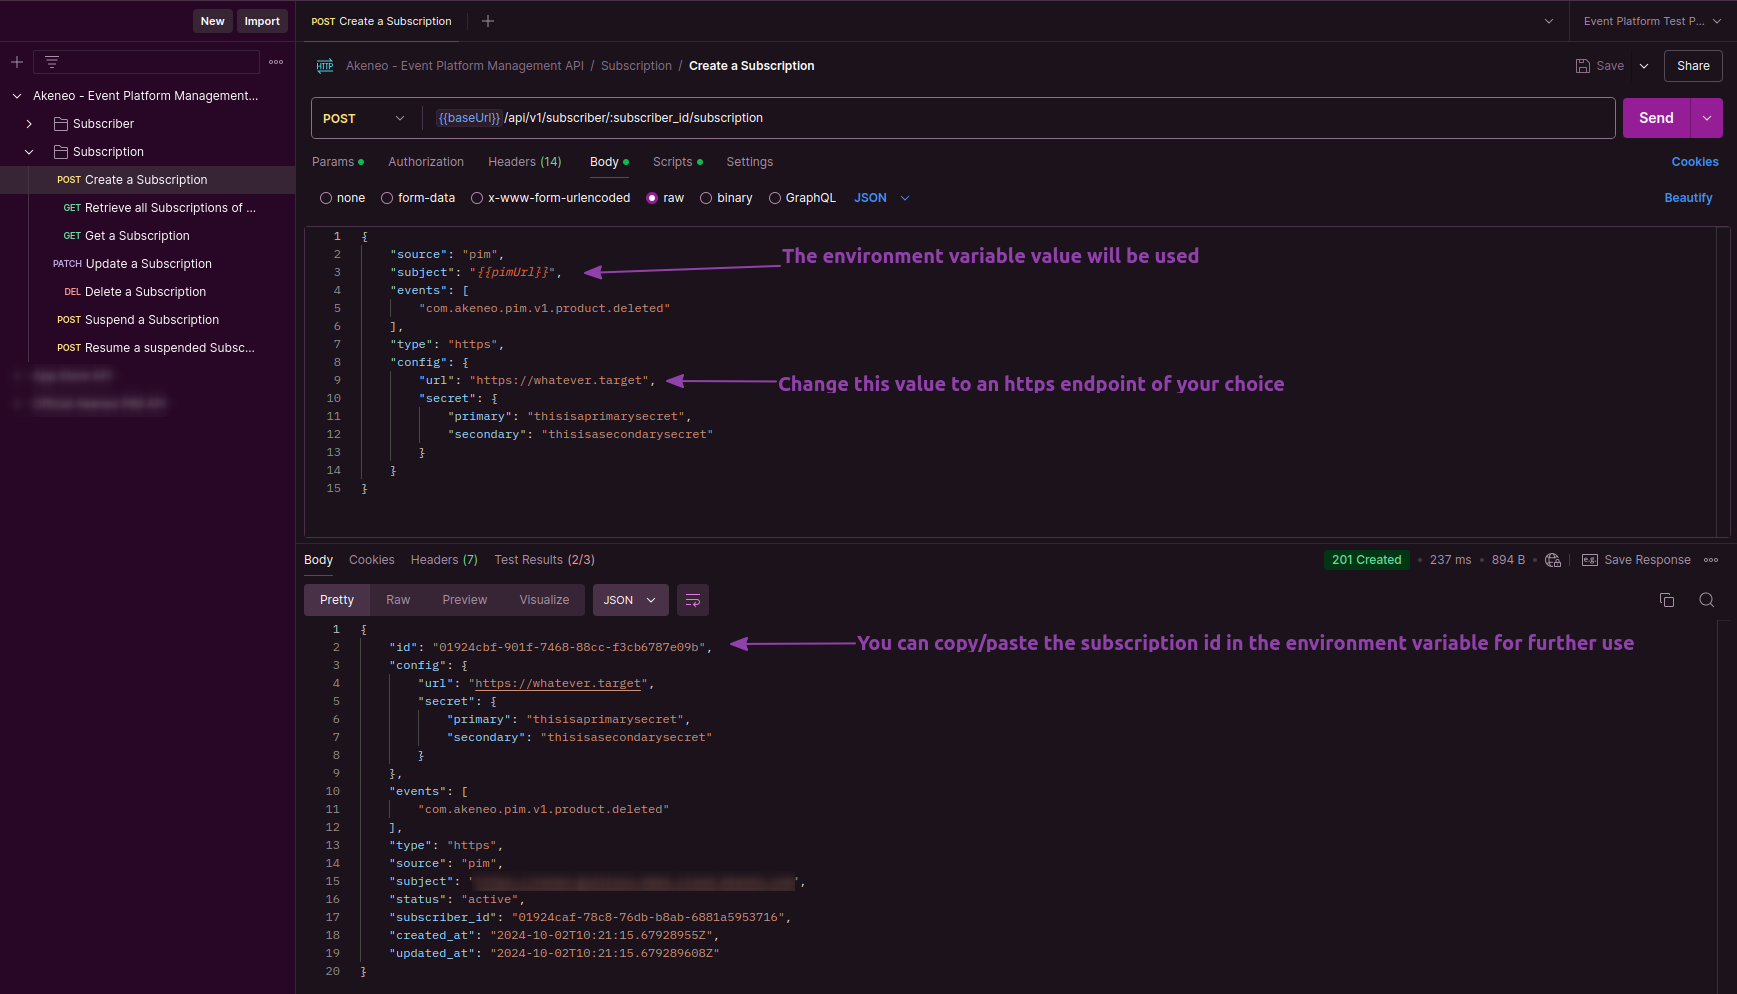 New Import
POST Create a Subscription
Event Platform Test P...
Akeneo - Event Platform Management API / Subscription / Create a Subscription
Save
Share
Akeneo - Event Platform Management...
Subscriber
Subscription
POST Create a Subscription
GET Retrieve all Subscriptions of ...
GET Get a Subscription
PATCH Update a Subscription
DEL Delete a Subscription
POST Suspend a Subscription
POST Resume a suspended Subsc...
POST {{baseUrl}} /api/v1/subscriber/:subscriber_id/subscription
Send
Params Authorization Headers (14) Body Scripts Settings
Cookies
none form-data x-www-form-urlencoded raw binary GraphQL JSON
Beautify
1 {
2 "source": "pim",
3 "subject": "{{pimUrl}}",
4 "events": [
5 "com.akeneo.pim.v1.product.deleted"
6 ],
7 "type": "https",
8 "config": {
9 "url": "https://whatever.target",
10 "secret": {
11 "primary": "thisisaprimarysecret",
12 "secondary": "thisisasecondarysecret"
13 }
14 }
15 }
The environment variable value will be used
Change this value to an https endpoint of your choice
Body Cookies Headers (7) Test Results (2/3)
201 Created 237 ms 894 B e.g. Save Response
Pretty Raw Preview Visualize JSON
1 {
2 "id": "01924cbf-901f-7468-88cc-f3cb6787e09b",
3 "config": {
4 "url": "https://whatever.target",
5 "secret": {
6 "primary": "thisisaprimarysecret",
7 "secondary": "thisisasecondarysecret"
8 }
9 },
10 "events": [
11 "com.akeneo.pim.v1.product.deleted"
12 ],
13 "type": "https",
14 "source": "pim",
15 "subject": " ",
16 "status": "active",
17 "subscriber_id": "01924caf-78c8-76db-b8ab-6881a5953716",
18 "created_at": "2024-10-02T10:21:15.67928955Z",
19 "updated_at": "2024-10-02T10:21:15.679289608Z"
20 }
You can copy/paste the subscription id in the environment variable for further use